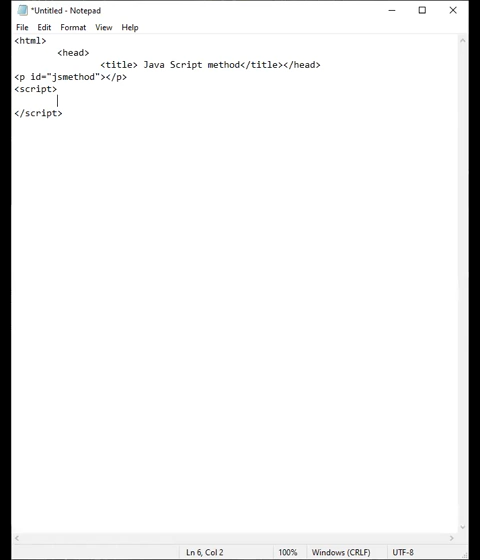 *Untitled - Notepad
File Edit Format View Help
<html>
<head>
<title> Java Script method</title></head>
<p id="jsmethod"></p>
<script>
</script>
Ln 6, Col 2 100% Windows (CRLF) UTF-8